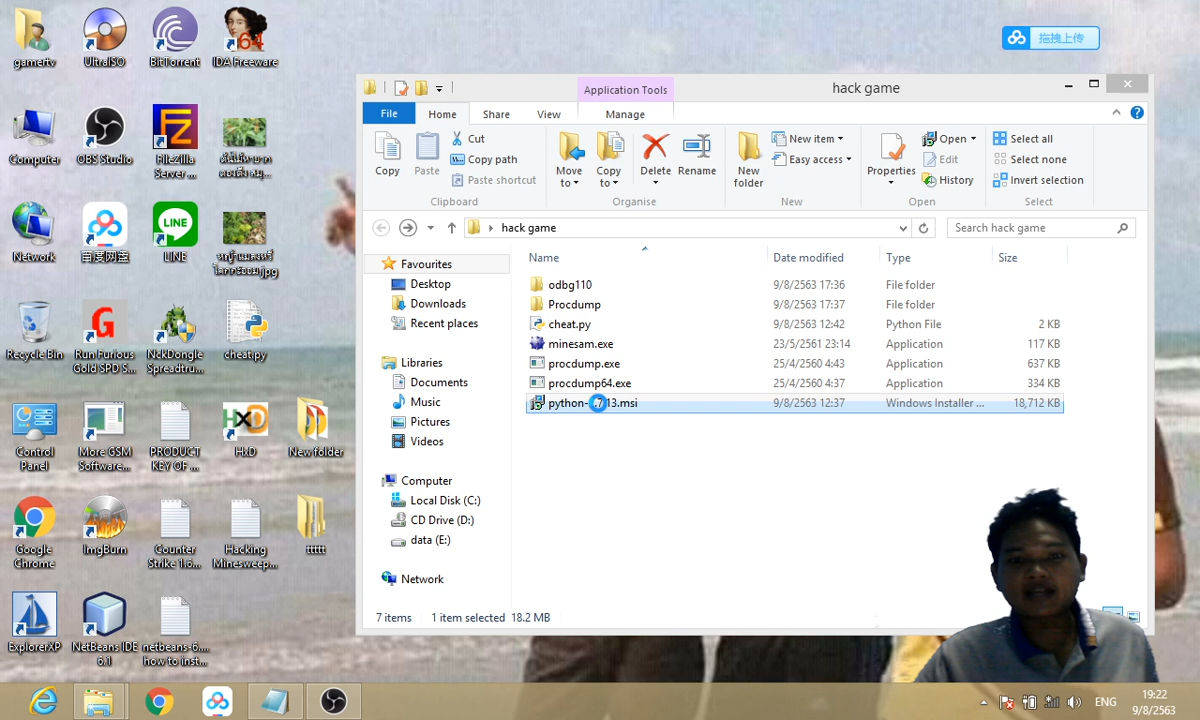 拖拽上传
gamertv
UltraISO
BitTorrent
64
IDA Freeware
Computer
OBS Studio
FileZilla
Server ...
Network
百度网盘
LINE
LINE
Recycle Bin
Run Furious
Gold SPD S...
NckDongle
Spreadtru...
cheat.py
Control
Panel
More GSM
Software...
PRODUCT
KEY OF ...
HxD
HxD
New folder
Google
Chrome
ImgBurn
Counter
Strike 1.6...
Hacking
Minesweep...
ttttt
ExplorerXP
NetBeans IDE
6.1
netbeans-6....
how to inst...
Application Tools
hack game
File
Home
Share
View
Manage
Copy
Paste
Cut
Copy path
Paste shortcut
Clipboard
Move
to
Copy
to
Delete
Rename
Organise
New
folder
New item
Easy access
New
Properties
Open
Edit
History
Open
Select all
Select none
Invert selection
Select
hack game
Search hack game
Favourites
Desktop
Downloads
Recent places
Libraries
Documents
Music
Pictures
Videos
Computer
Local Disk (C:)
CD Drive (D:)
data (E:)
Network
Name Date modified Type Size
odbg110 9/8/2563 17:36 File folder
Procdump 9/8/2563 17:37 File folder
cheat.py 9/8/2563 12:42 Python File 2 KB
minesam.exe 23/5/2561 23:14 Application 117 KB
procdump.exe 25/4/2560 4:43 Application 637 KB
procdump64.exe 25/4/2560 4:37 Application 334 KB
python-2.7.13.msi 9/8/2563 12:37 Windows Installer ... 18,712 KB
7 items 1 item selected 18.2 MB
ENG
19:22
9/8/2563